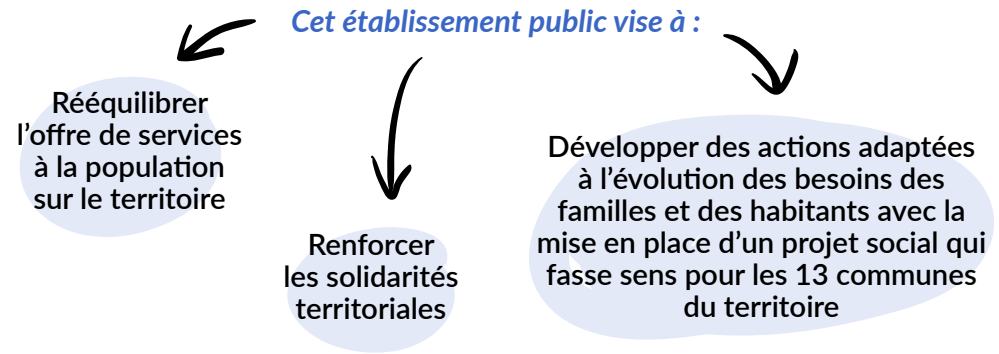 Cet établissement public vise à :
Rééquilibrer
l'offre de services
à la population
sur le territoire
Renforcer
les solidarités
territoriales
Développer des actions adaptées
à l'évolution des besoins des
familles et des habitants avec la
mise en place d'un projet social qui
fasse sens pour les 13 communes
du territoire